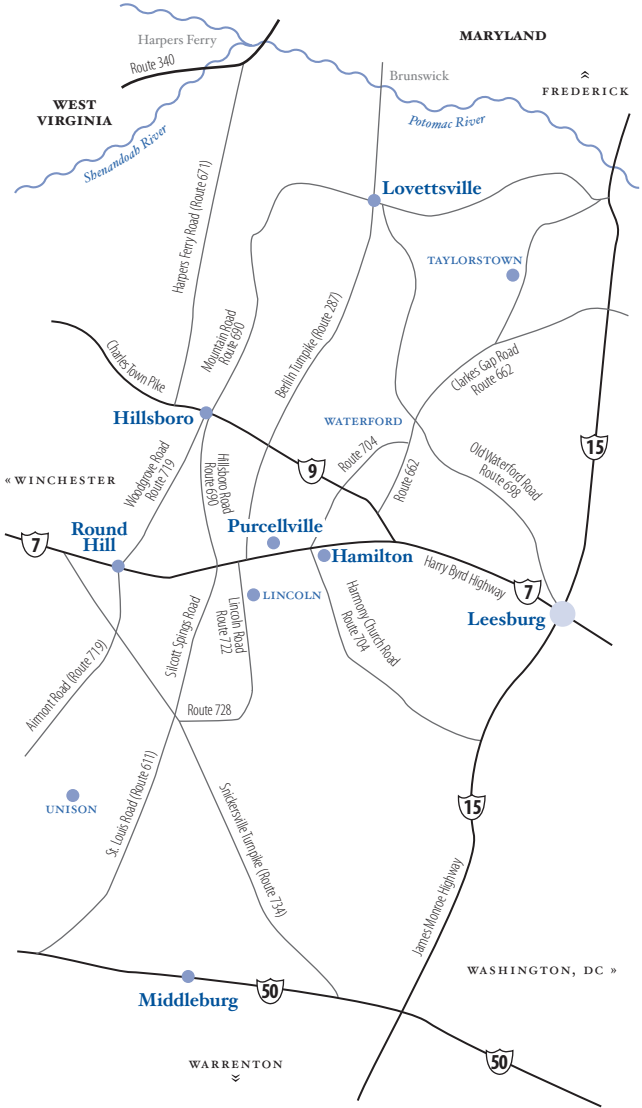 MARYLAND
Harpers Ferry
Route 340
Brunswick
FREDERICK
WEST
VIRGINIA
Potomac River
Shenandoah River
Lovettsville
Harpers Ferry Road (Route 671)
TAYLORSTOWN
Mountain Road
Route 690
Berliln Turnpike (Route 287)
Charles Town Pike
Clarkes Gap Road
Route 662
Hillsboro
WATERFORD
Route 704
15
«WINCHESTER
Woodgrove Road
Route 719
Hillsboro Road
Route 690
9
Route 662
Old Waterford Road
Route 698
7
Round
Hill
Purcellville
Hamilton
Harry Byrd Highway
7
Leesburg
LINCOLN
Silcott Spings Road
Lincoln Road
Route 722
Harmony Church Road
Route 704
Airmont Road (Route 719)
Route 728
UNISON
St. Louis Road (Route 611)
Snickersville Turnpike (Route 734)
15
James Monroe Highway
WASHINGTON, DC »
Middleburg
50
50
WARRENTON